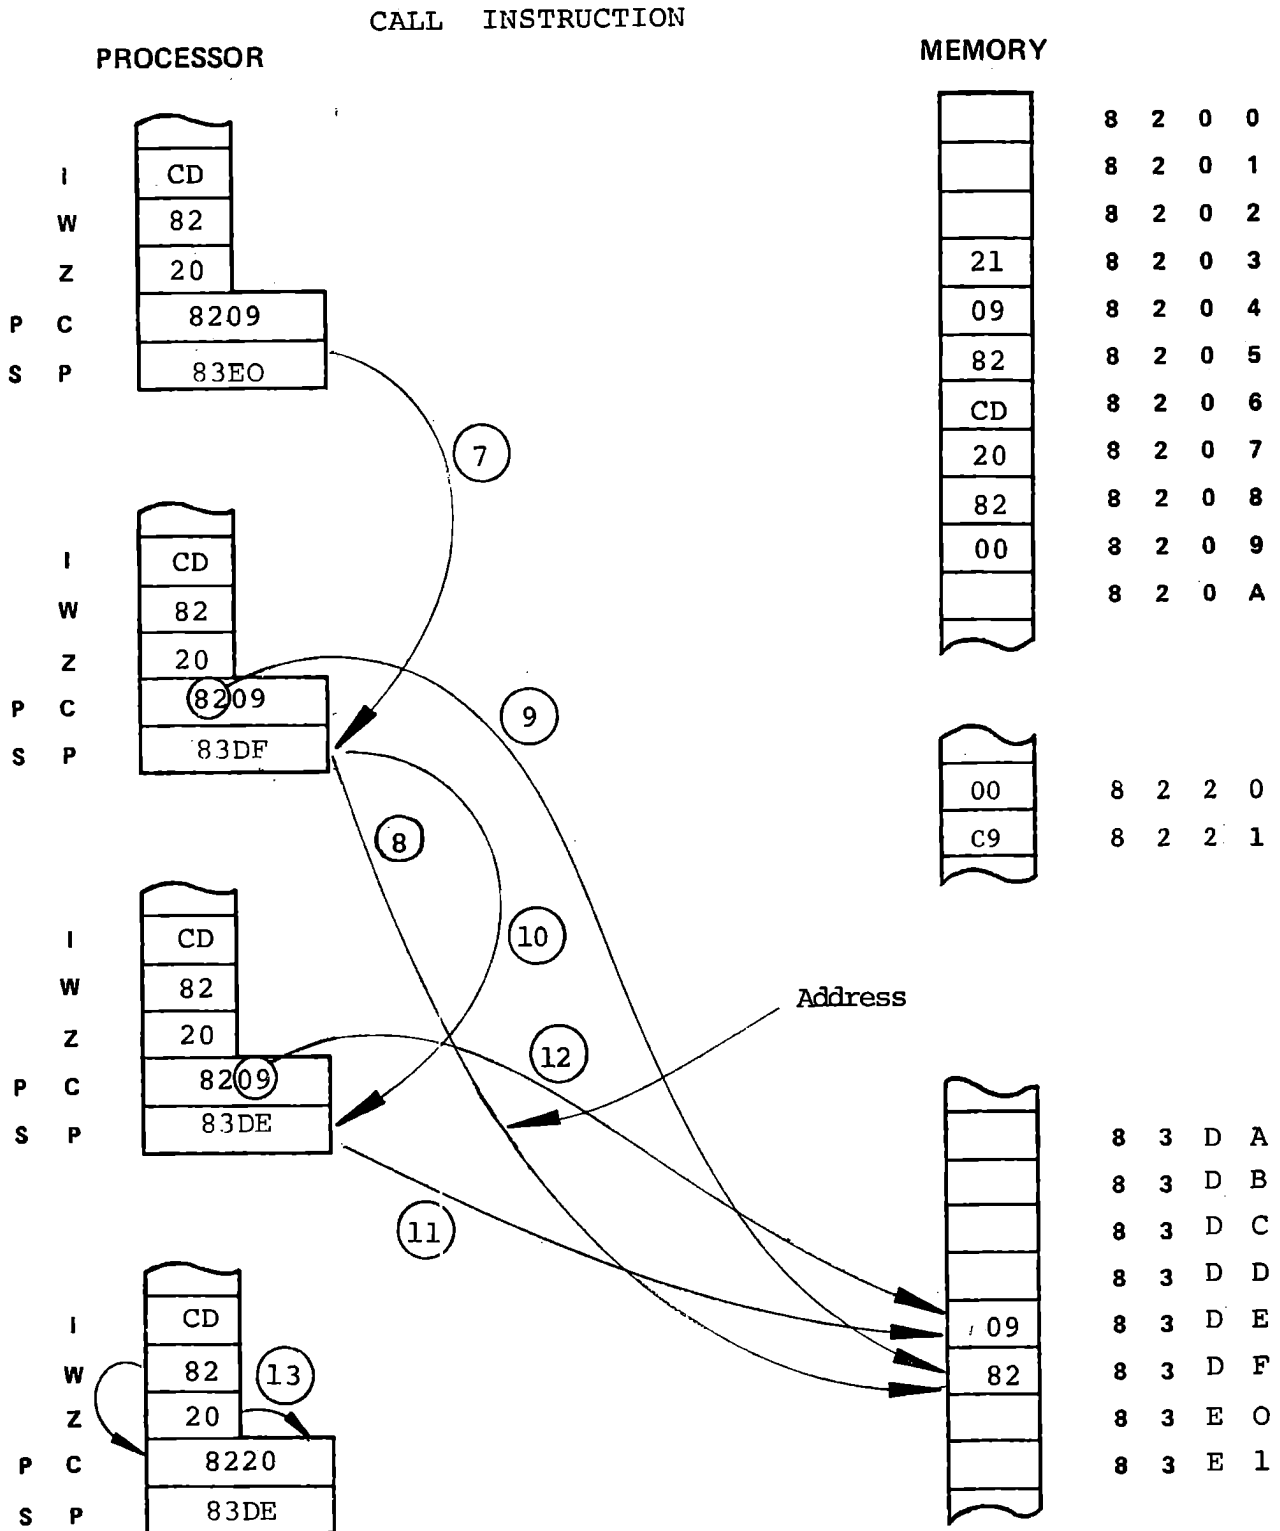 CALL INSTRUCTION
PROCESSOR
MEMORY
I CD
W 82
Z 20
P C 8209
S P 83E0
7
I CD
W 82
Z 20
P C 8209
S P 83DF
9
8
10
I CD
W 82
Z 20
P C 8209
S P 83DE
Address
12
11
I CD
W 82
Z 20
P C 8220
S P 83DE
13
8 2 0 0
8 2 0 1
8 2 0 2
21 8 2 0 3
09 8 2 0 4
82 8 2 0 5
CD 8 2 0 6
20 8 2 0 7
82 8 2 0 8
00 8 2 0 9
8 2 0 A
00 8 2 2 0
C9 8 2 2 1
8 3 D A
8 3 D B
8 3 D C
8 3 D D
09 8 3 D E
82 8 3 D F
8 3 E 0
8 3 E 1